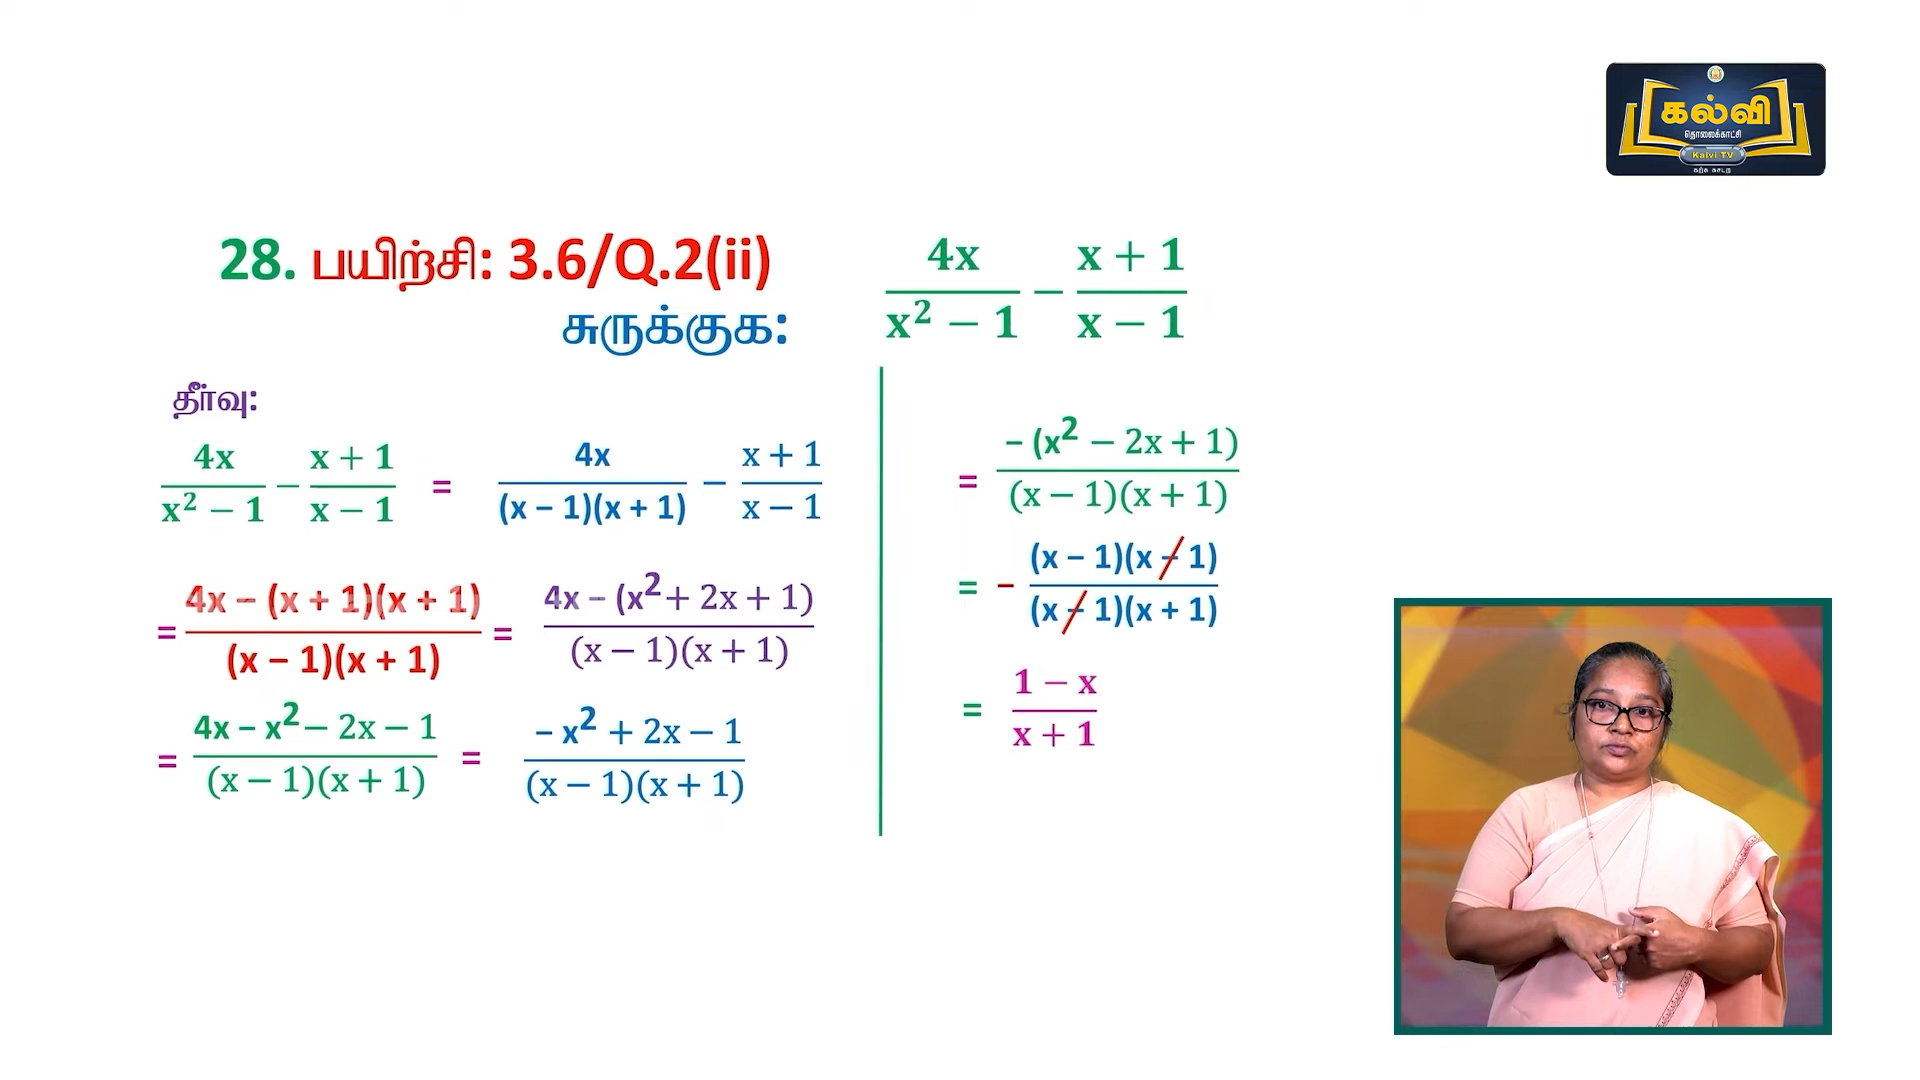 கல்வி
தொலைக்காட்சி
Kalvi TV
கற்க கசடற
28. பயிற்சி: 3.6/Q.2(ii)
சுருக்குக:
4x/(x² − 1) − (x + 1)/(x − 1)
தீர்வு:
4x/(x² − 1) − (x + 1)/(x − 1) = 4x/((x − 1)(x + 1)) − (x + 1)/(x − 1)
= (4x − (x + 1)(x + 1))/((x − 1)(x + 1)) = (4x − (x² + 2x + 1))/((x − 1)(x + 1))
= (4x − x² − 2x − 1)/((x − 1)(x + 1)) = (− x² + 2x − 1)/((x − 1)(x + 1))
= − (x² − 2x + 1)/((x − 1)(x + 1))
= − ((x − 1)(x − 1))/((x − 1)(x + 1))
= (1 − x)/(x + 1)